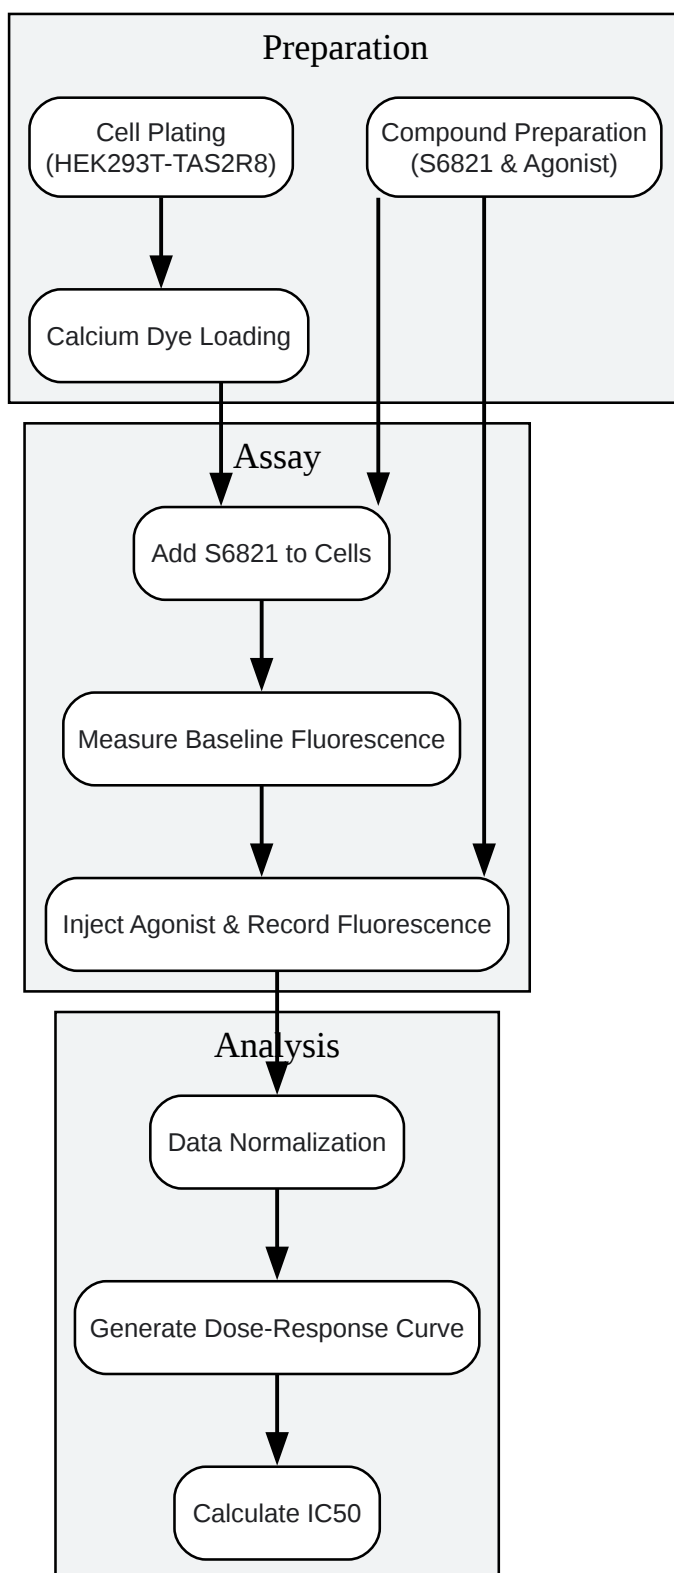 Preparation
Cell Plating
(HEK293T-TAS2R8)
Compound Preparation
(S6821 & Agonist)
Calcium Dye Loading
Assay
Add S6821 to Cells
Measure Baseline Fluorescence
Inject Agonist & Record Fluorescence
Analysis
Data Normalization
Generate Dose-Response Curve
Calculate IC50